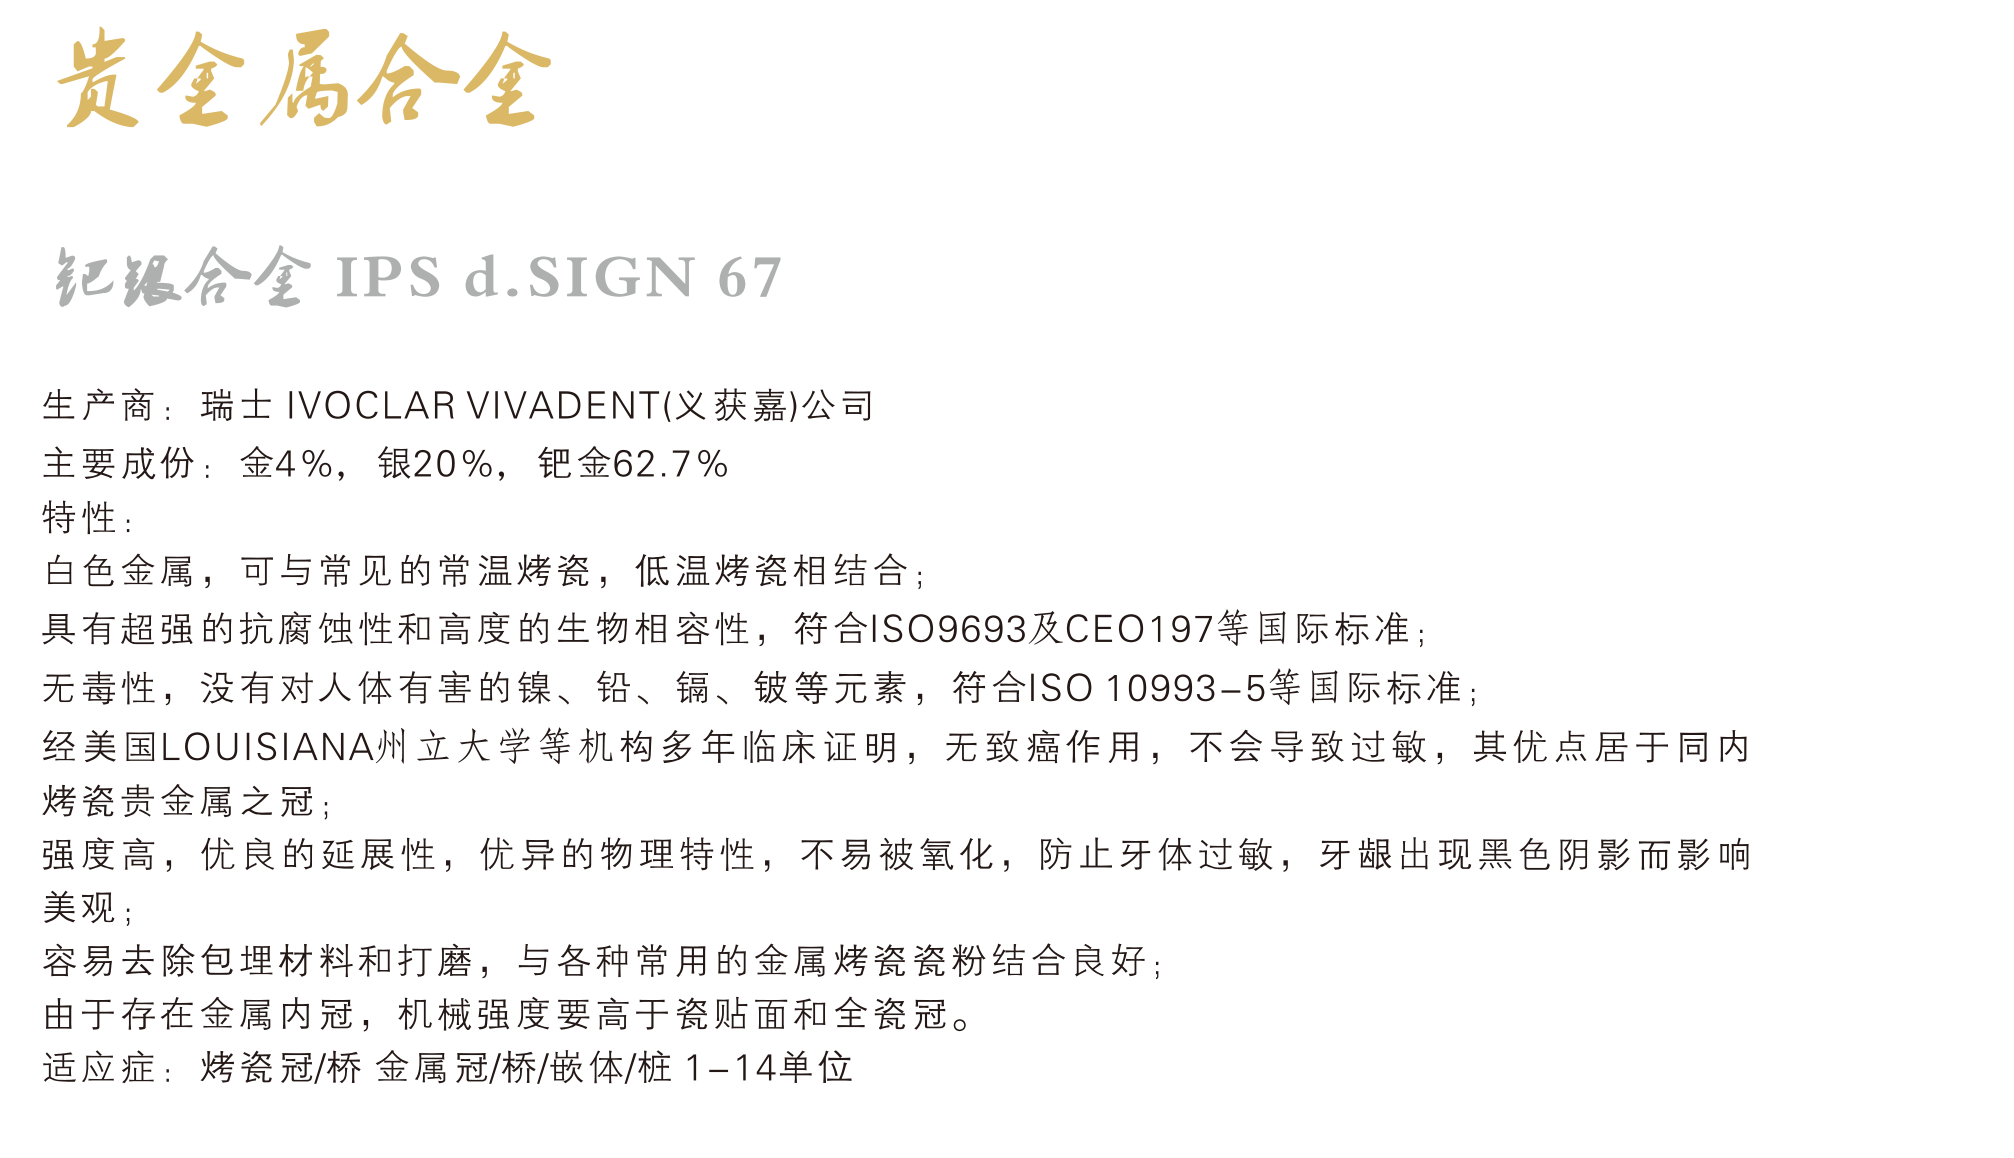 贵金属合金
钯银合金 IPS d.SIGN 67
生产商：瑞士 IVOCLAR VIVADENT(义获嘉)公司
主要成份：金4%，银20%，钯金62.7%
特性：
白色金属，可与常见的常温烤瓷，低温烤瓷相结合；
具有超强的抗腐蚀性和高度的生物相容性，符合ISO9693及CEO197等国际标准；
无毒性，没有对人体有害的镍、铅、镉、铍等元素，符合ISO 10993-5等国际标准；
经美国LOUISIANA州立大学等机构多年临床证明，无致癌作用，不会导致过敏，其优点居于同内
烤瓷贵金属之冠；
强度高，优良的延展性，优异的物理特性，不易被氧化，防止牙体过敏，牙龈出现黑色阴影而影响
美观；
容易去除包埋材料和打磨，与各种常用的金属烤瓷瓷粉结合良好；
由于存在金属内冠，机械强度要高于瓷贴面和全瓷冠。
适应症：烤瓷冠/桥 金属冠/桥/嵌体/桩 1-14单位